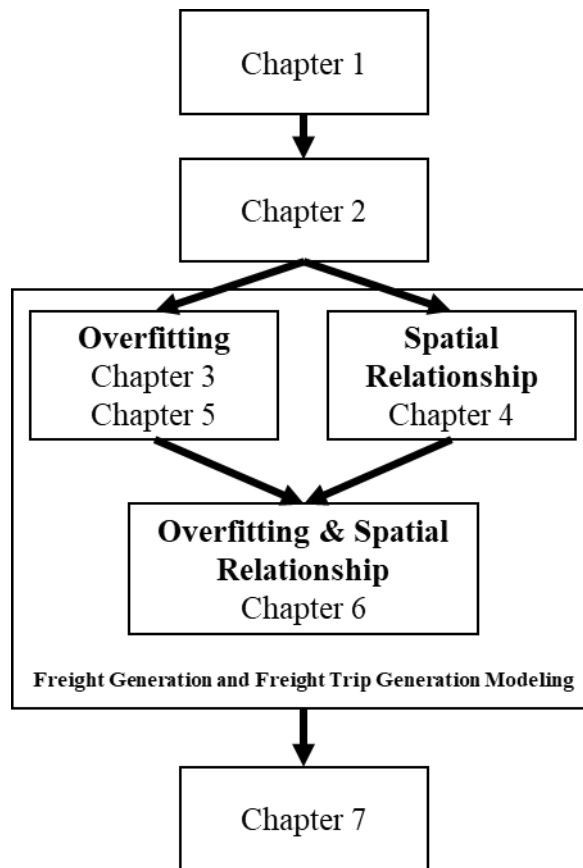 Chapter 1
Chapter 2
Overfitting
Chapter 3
Chapter 5
Spatial
Relationship
Chapter 4
Overfitting & Spatial
Relationship
Chapter 6
Freight Generation and Freight Trip Generation Modeling
Chapter 7